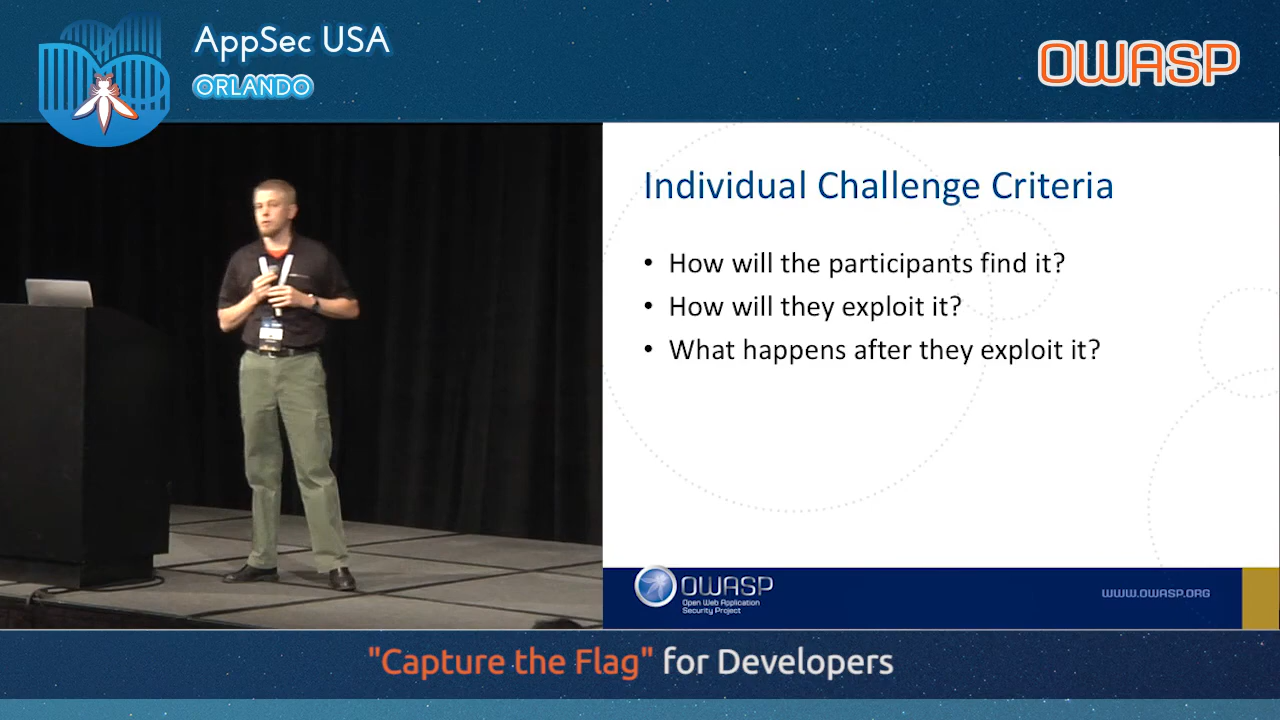 AppSec USA
ORLANDO
OWASP
Individual Challenge Criteria
• How will the participants find it?
• How will they exploit it?
• What happens after they exploit it?
OWASP
Open Web Application
Security Project
WWW.OWASP.ORG
"Capture the Flag" for Developers